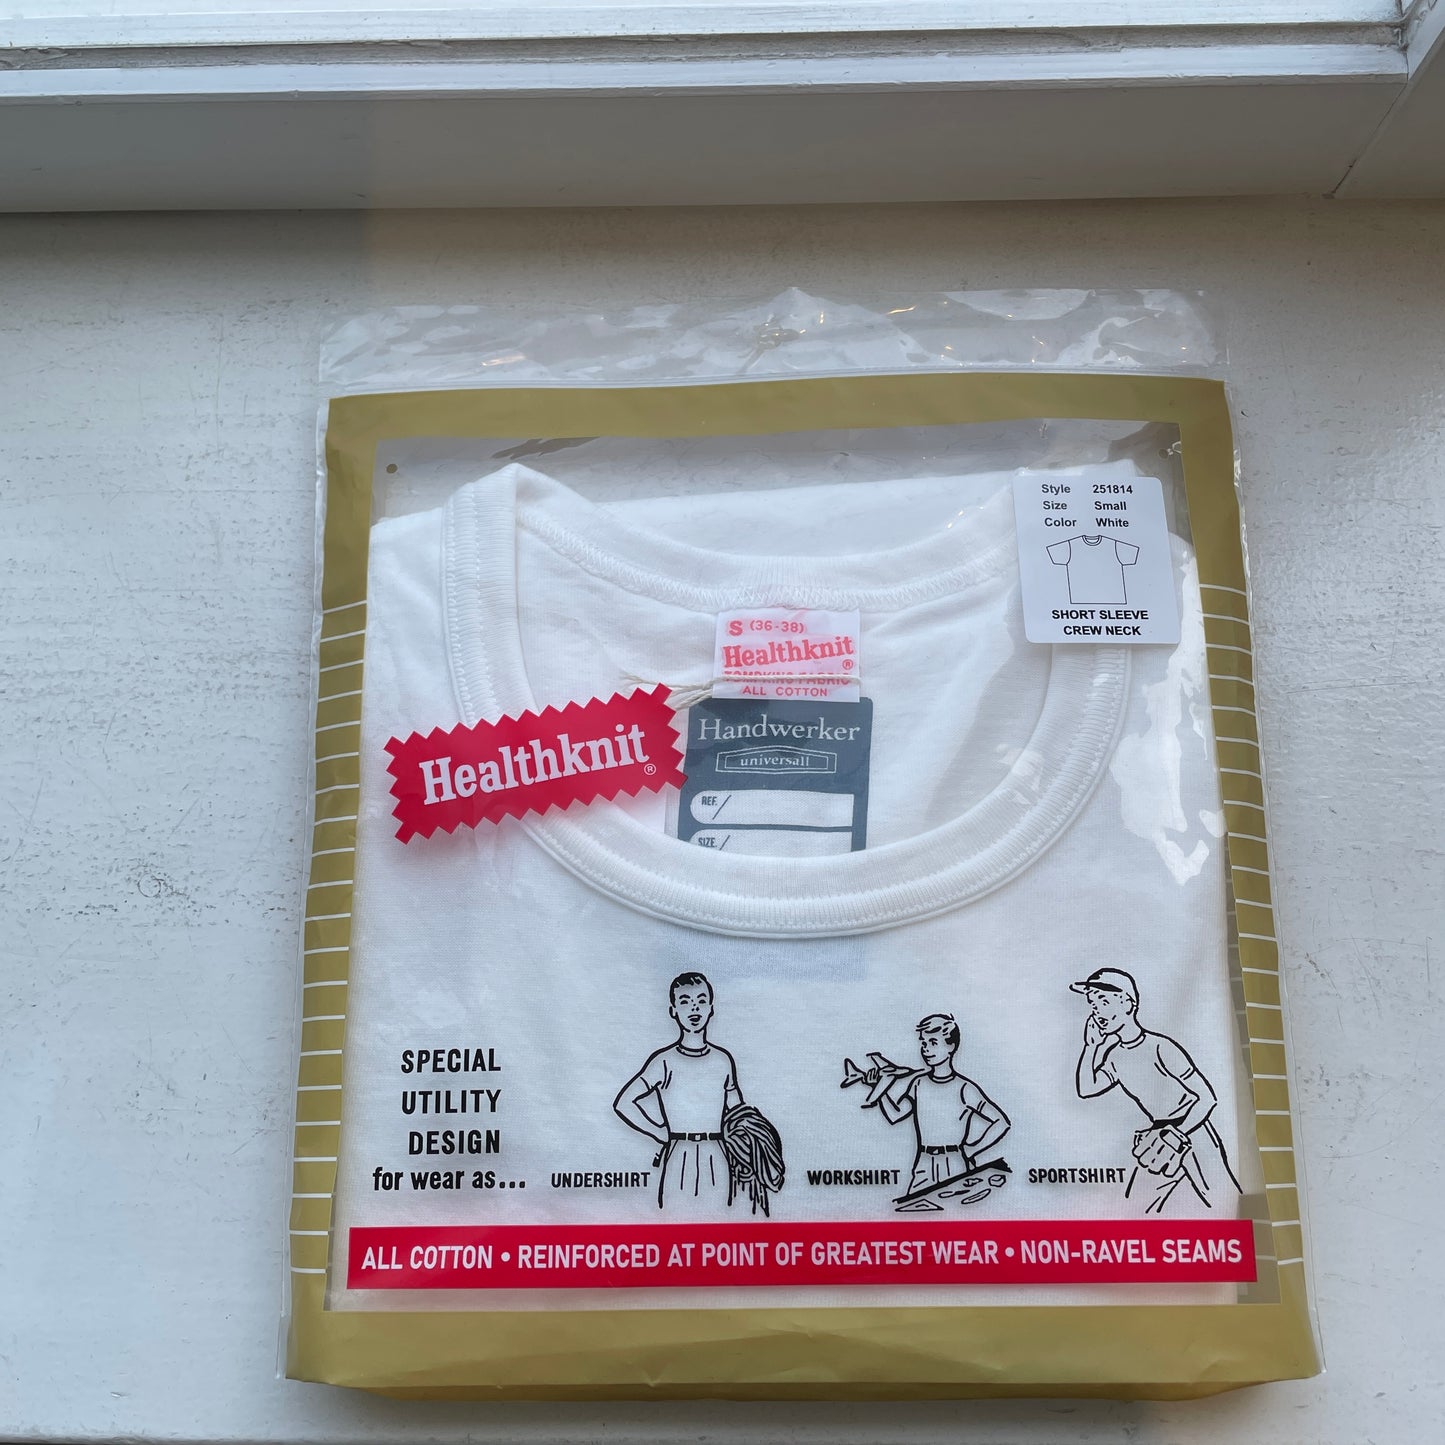 Style 251814
Size Small
Color White
SHORT SLEEVE
CREW NECK
S (36-38)
Healthknit®
TOMPKINS FABRIC
ALL COTTON
Healthknit®
Handwerker
universall
REF. /
SIZE. /
SPECIAL
UTILITY
DESIGN
for wear as...
UNDERSHIRT
WORKSHIRT
SPORTSHIRT
ALL COTTON • REINFORCED AT POINT OF GREATEST WEAR • NON-RAVEL SEAMS